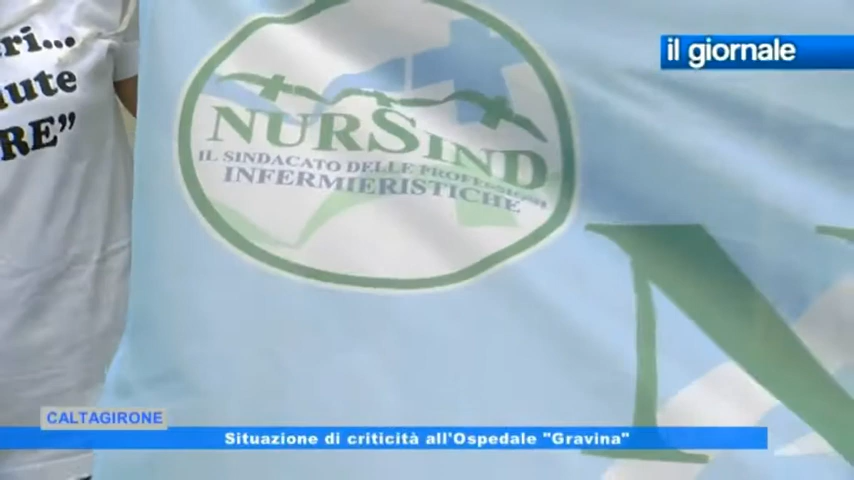 ri...
ute
RE"
il giornale
NURSIND
IL SINDACATO DELLE PROFESSIONI
INFERMIERISTICHE
N
CALTAGIRONE
Situazione di criticità all'Ospedale "Gravina"